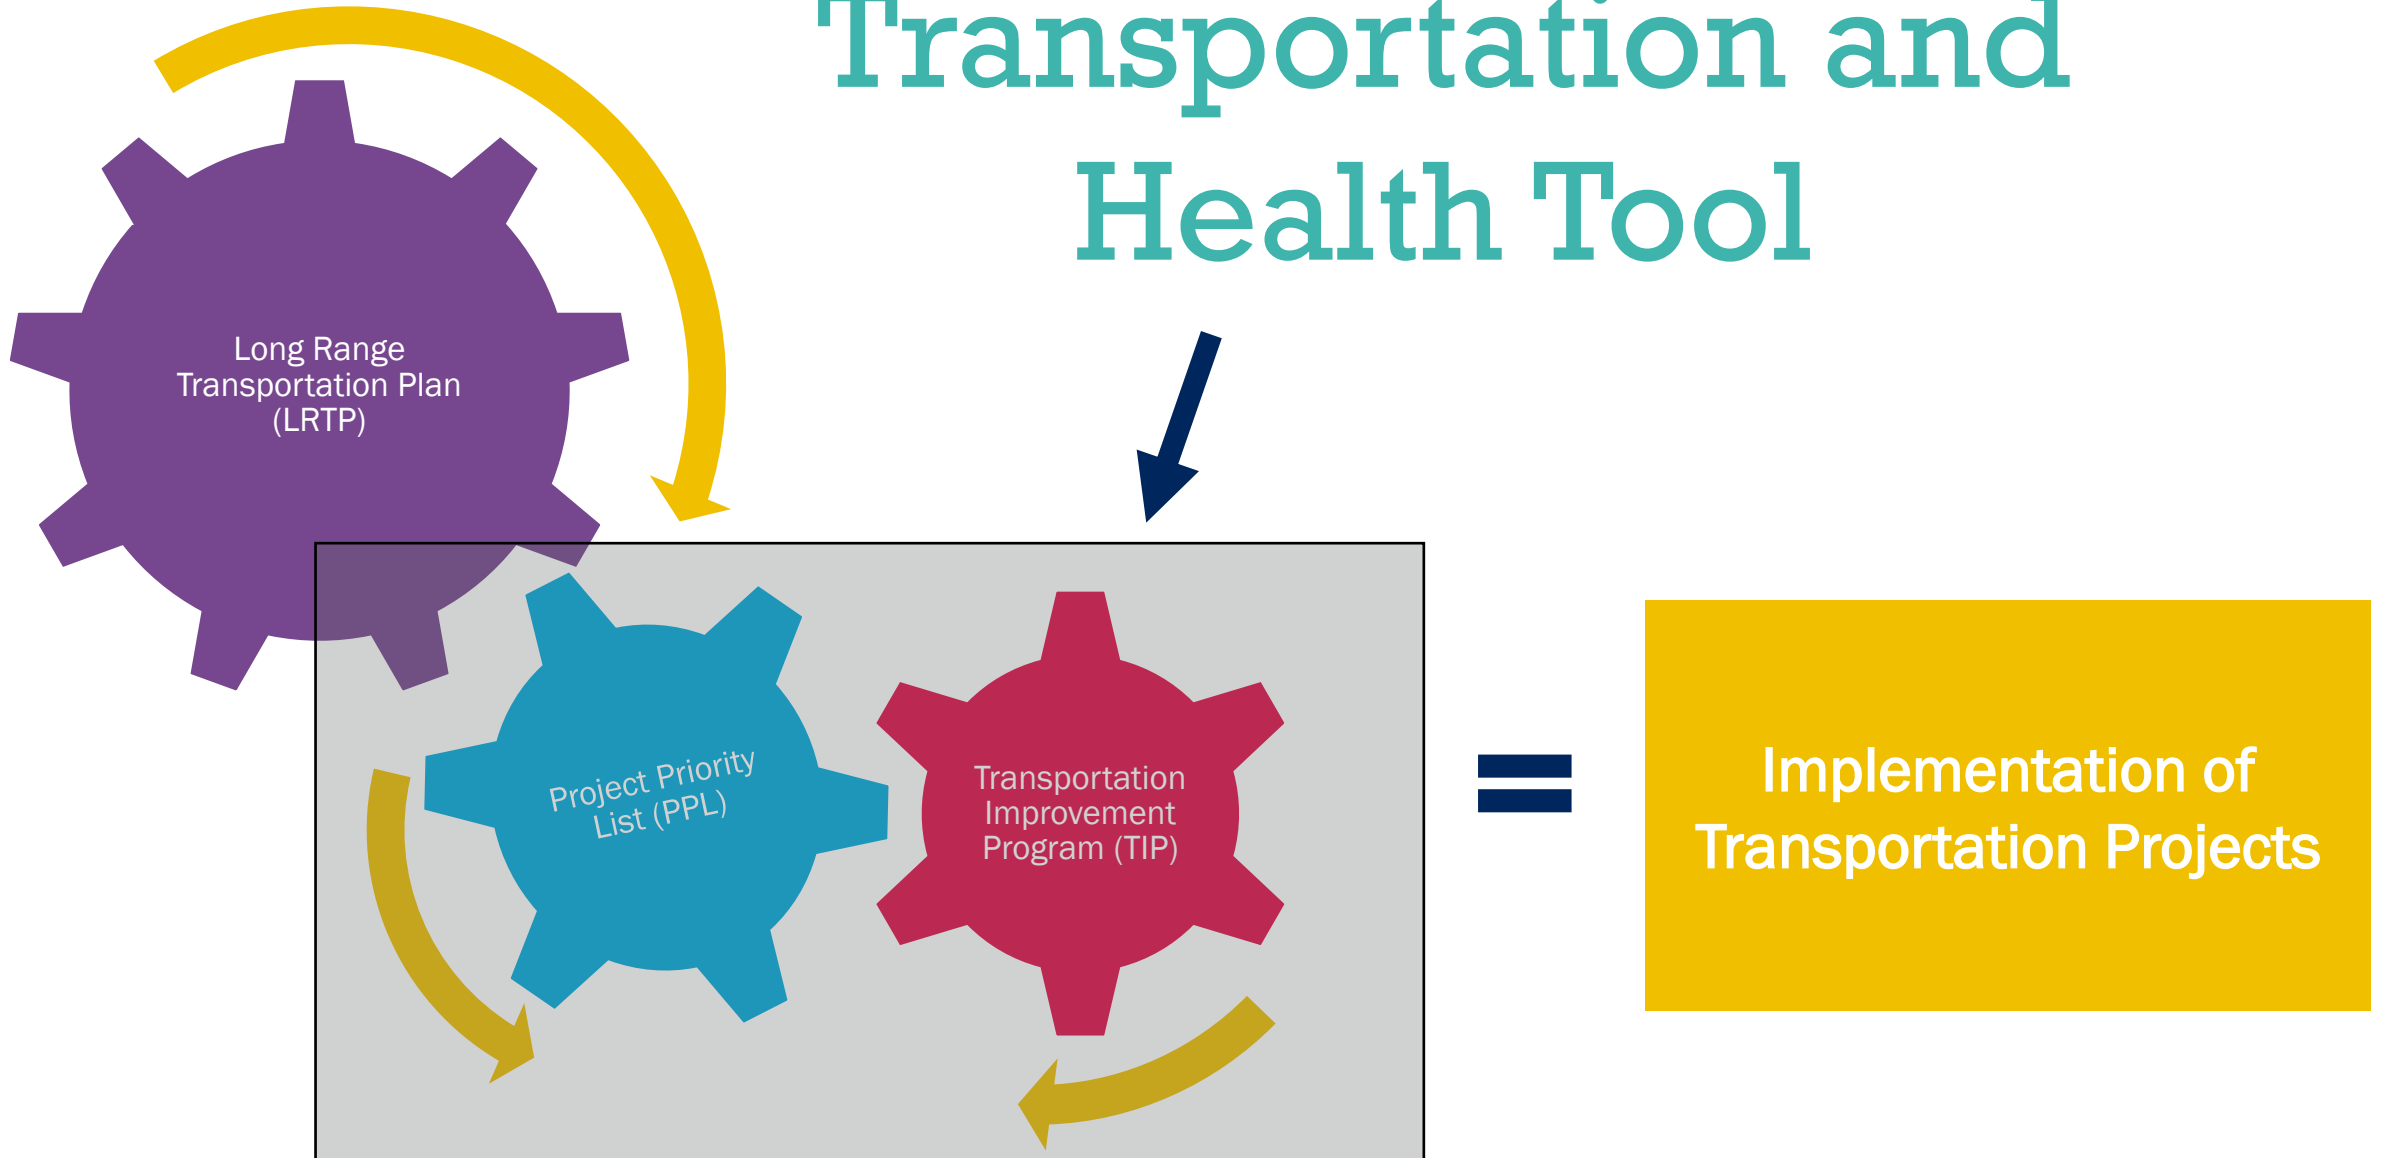 Transportation and
Health Tool
Long Range
Transportation Plan
(LRTP)
Project Priority
List (PPL)
Transportation
Improvement
Program (TIP)
=
Implementation of
Transportation Projects